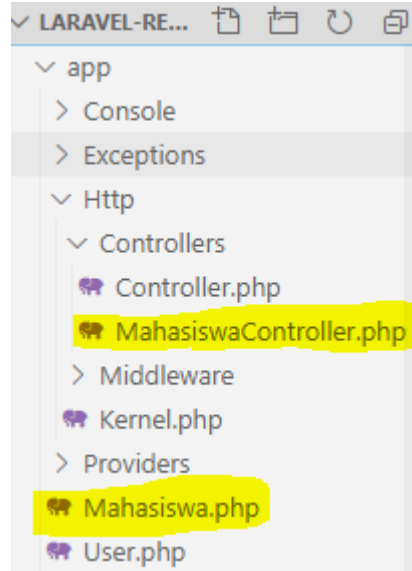 LARAVEL-RE...
app
Console
Exceptions
Http
Controllers
Controller.php
MahasiswaController.php
Middleware
Kernel.php
Providers
Mahasiswa.php
User.php